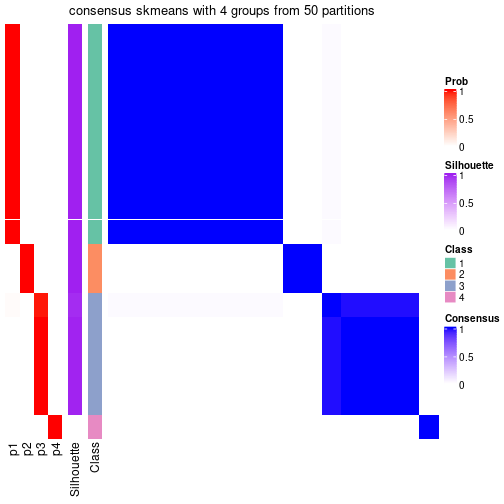 consensus skmeans with 4 groups from 50 partitions
Prob
1
0.5
0
Silhouette
1
0.5
0
Class
1
2
3
4
Consensus
1
0.5
0
p1
p2
p3
p4
Silhouette
Class